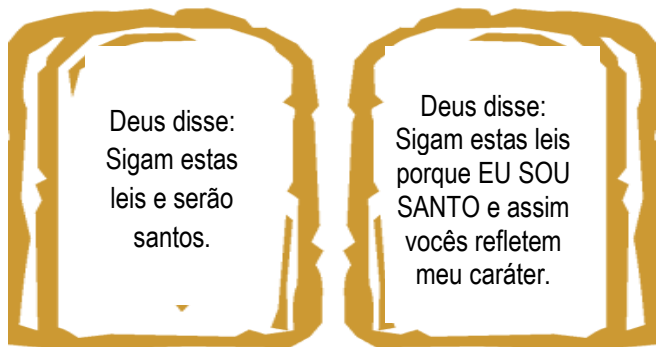 Deus disse:
Sigam estas
leis e serão
santos.
Deus disse:
Sigam estas leis
porque EU SOU
SANTO e assim
vocês refletem
meu caráter.